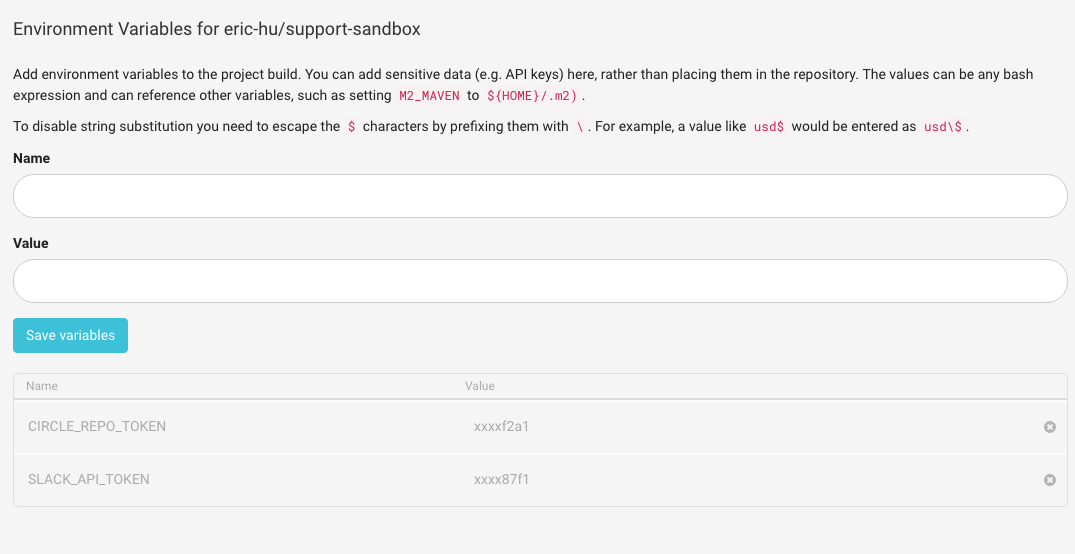 Environment Variables for eric-hu/support-sandbox
Add environment variables to the project build. You can add sensitive data (e.g. API keys) here, rather than placing them in the repository. The values can be any bash
expression and can reference other variables, such as setting M2_MAVEN to ${HOME}/.m2) .
To disable string substitution you need to escape the $ characters by prefixing them with \ . For example, a value like usd$ would be entered as usd\$ .
Name
Value
Save variables
Name Value
CIRCLE_REPO_TOKEN xxxxf2a1
SLACK_API_TOKEN xxxx87f1